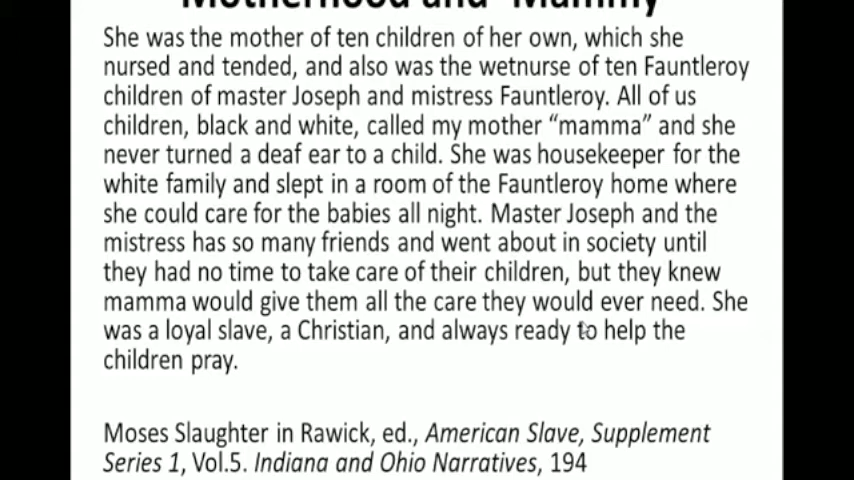 Motherhood and "Mammy"
She was the mother of ten children of her own, which she
nursed and tended, and also was the wetnurse of ten Fauntleroy
children of master Joseph and mistress Fauntleroy. All of us
children, black and white, called my mother “mamma” and she
never turned a deaf ear to a child. She was housekeeper for the
white family and slept in a room of the Fauntleroy home where
she could care for the babies all night. Master Joseph and the
mistress has so many friends and went about in society until
they had no time to take care of their children, but they knew
mamma would give them all the care they would ever need. She
was a loyal slave, a Christian, and always ready to help the
children pray.
Moses Slaughter in Rawick, ed., American Slave, Supplement
Series 1, Vol.5. Indiana and Ohio Narratives, 194